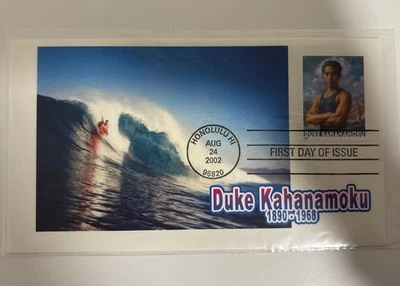 DUKE KAHANAMOKU
HONOLULU HI
AUG
24
2002
96820
FIRST DAY OF ISSUE
Duke Kahanamoku
1890-1968